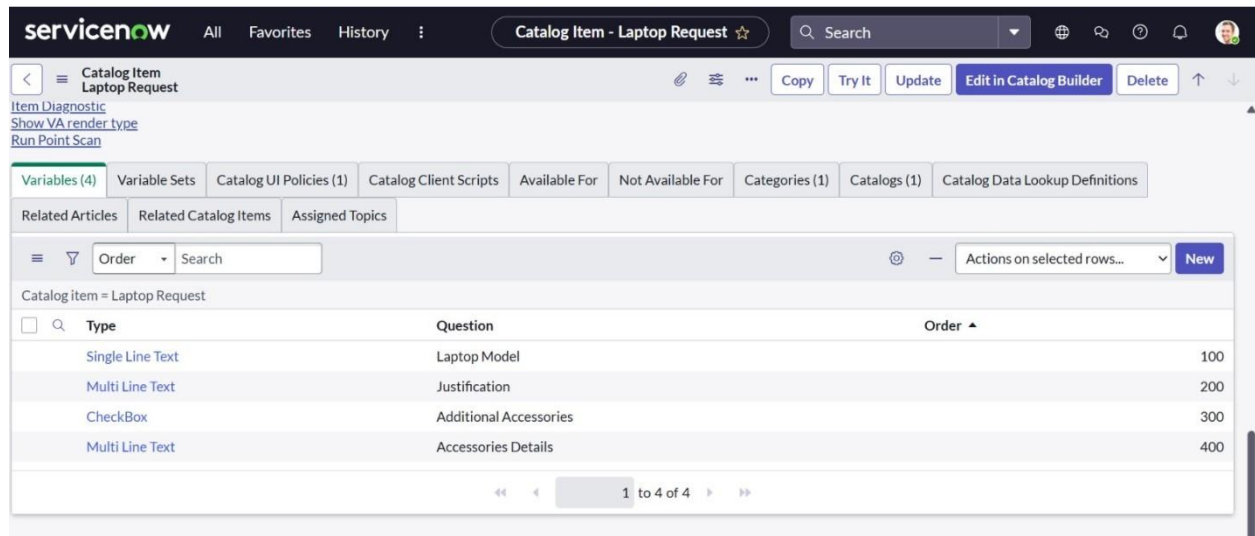 servicenow All Favorites History Catalog Item - Laptop Request Search
Catalog Item
Laptop Request
Copy Try It Update Edit in Catalog Builder Delete
Item Diagnostic
Show VA render type
Run Point Scan
Variables (4) Variable Sets Catalog UI Policies (1) Catalog Client Scripts Available For Not Available For Categories (1) Catalogs (1) Catalog Data Lookup Definitions
Related Articles Related Catalog Items Assigned Topics
Order Search Actions on selected rows... New
Catalog item = Laptop Request
Type Question Order
Single Line Text Laptop Model 100
Multi Line Text Justification 200
CheckBox Additional Accessories 300
Multi Line Text Accessories Details 400
1 to 4 of 4